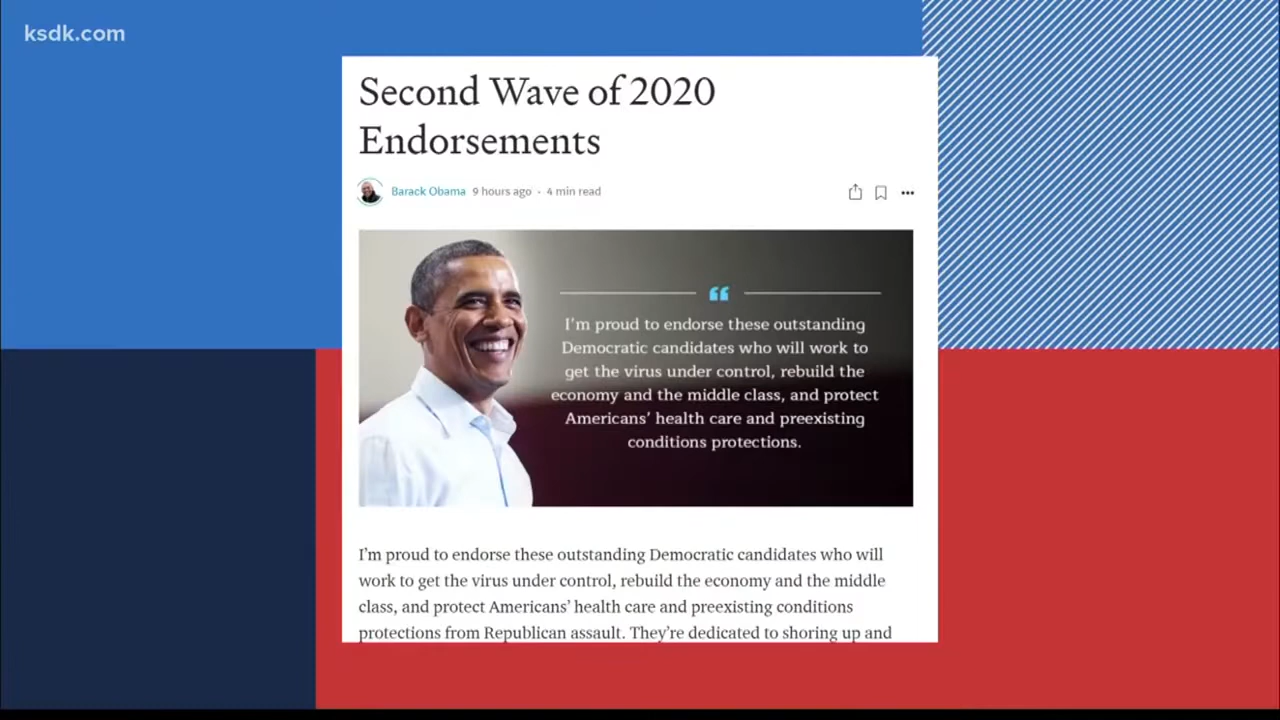 ksdk.com
Second Wave of 2020
Endorsements
Barack Obama 9 hours ago · 4 min read
“
I'm proud to endorse these outstanding
Democratic candidates who will work to
get the virus under control, rebuild the
economy and the middle class, and protect
Americans' health care and preexisting
conditions protections.
I'm proud to endorse these outstanding Democratic candidates who will
work to get the virus under control, rebuild the economy and the middle
class, and protect Americans' health care and preexisting conditions
protections from Republican assault. They're dedicated to shoring up and